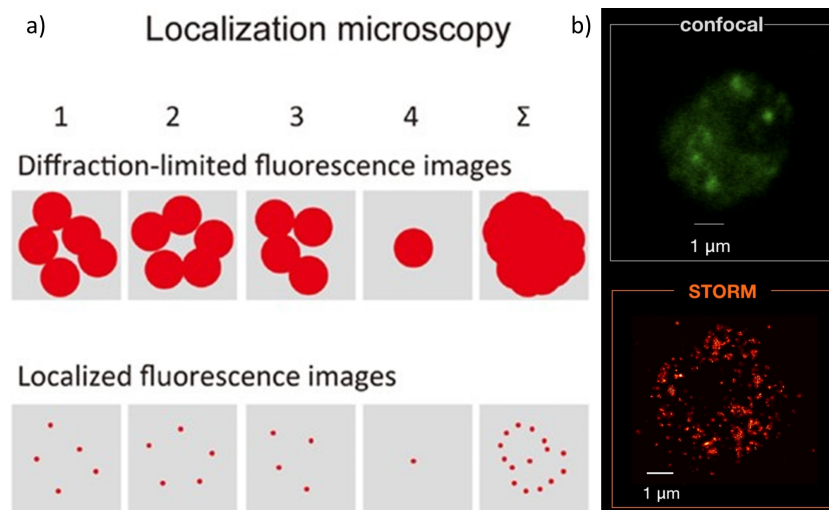 a)
Localization microscopy
1 2 3 4 Σ
Diffraction-limited fluorescence images
Localized fluorescence images
b)
confocal
1 µm
STORM
1 µm